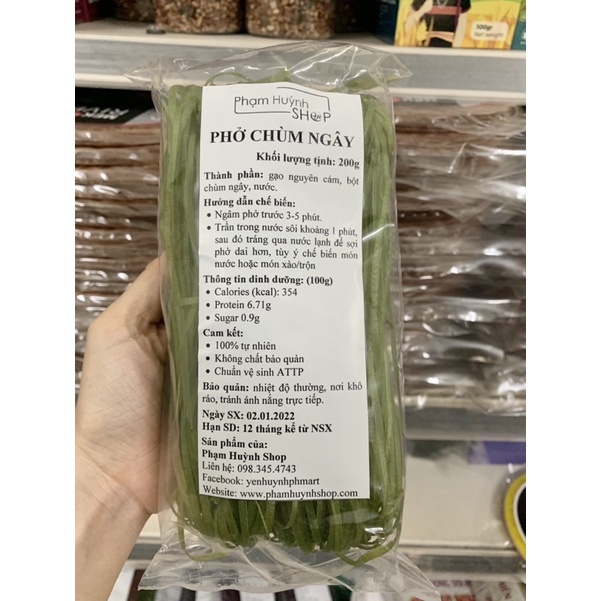 Phạm Huỳnh
SHOP
PHỞ CHÙM NGÂY
Khối lượng tịnh: 200g
Thành phần: gạo nguyên cám, bột
chùm ngây, nước.
Hướng dẫn chế biến:
• Ngâm phở trước 3-5 phút.
• Trần trong nước sôi khoảng 1 phút,
sau đó tráng qua nước lạnh để sợi
phở dai hơn, tùy ý chế biến món
nước hoặc món xào/trộn
Thông tin dinh dưỡng: (100g)
• Calories (kcal): 354
• Protein 6.71g
• Sugar 0.9g
Cam kết:
• 100% tự nhiên
• Không chất bảo quản
• Chuẩn vệ sinh ATTP
Bảo quản: nhiệt độ thường, nơi khô
ráo, tránh ánh nắng trực tiếp.
Ngày SX: 02.01.2022
Hạn SD: 12 tháng kể từ NSX
Sản phẩm của:
Phạm Huỳnh Shop
Liên hệ: 098.345.4743
Facebook: yenhuynhphmart
Website: www.phamhuynhshop.com
500gr
Net weight